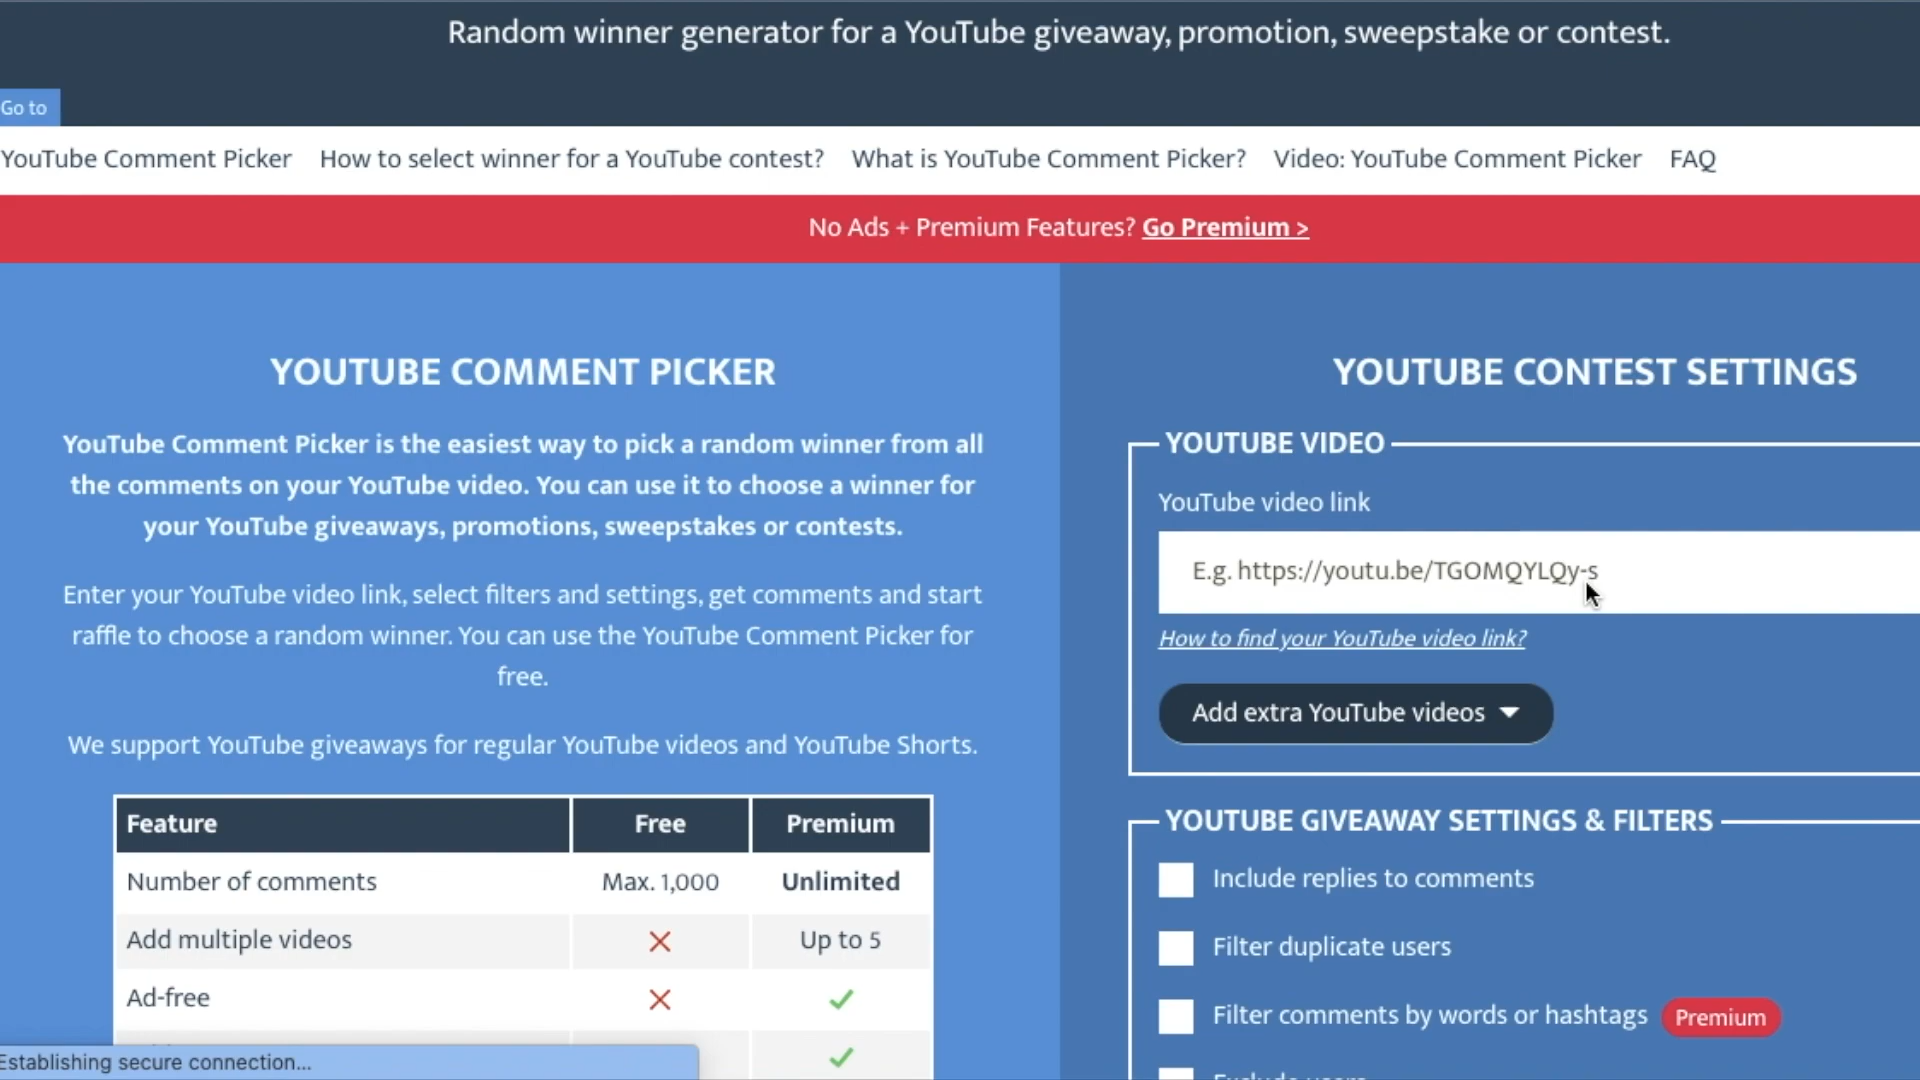 Random winner generator for a YouTube giveaway, promotion, sweepstake or contest.
Go to
YouTube Comment Picker How to select winner for a YouTube contest? What is YouTube Comment Picker? Video: YouTube Comment Picker FAQ
No Ads + Premium Features? Go Premium >
YOUTUBE COMMENT PICKER
YouTube Comment Picker is the easiest way to pick a random winner from all
the comments on your YouTube video. You can use it to choose a winner for
your YouTube giveaways, promotions, sweepstakes or contests.
Enter your YouTube video link, select filters and settings, get comments and start
raffle to choose a random winner. You can use the YouTube Comment Picker for
free.
We support YouTube giveaways for regular YouTube videos and YouTube Shorts.
Feature Free Premium
Number of comments Max. 1,000 Unlimited
Add multiple videos Up to 5
Ad-free
Establishing secure connection...
YOUTUBE CONTEST SETTINGS
YOUTUBE VIDEO
YouTube video link
E.g. https://youtu.be/TGOMQYLQy-s
How to find your YouTube video link?
Add extra YouTube videos
YOUTUBE GIVEAWAY SETTINGS & FILTERS
Include replies to comments
Filter duplicate users
Filter comments by words or hashtags Premium